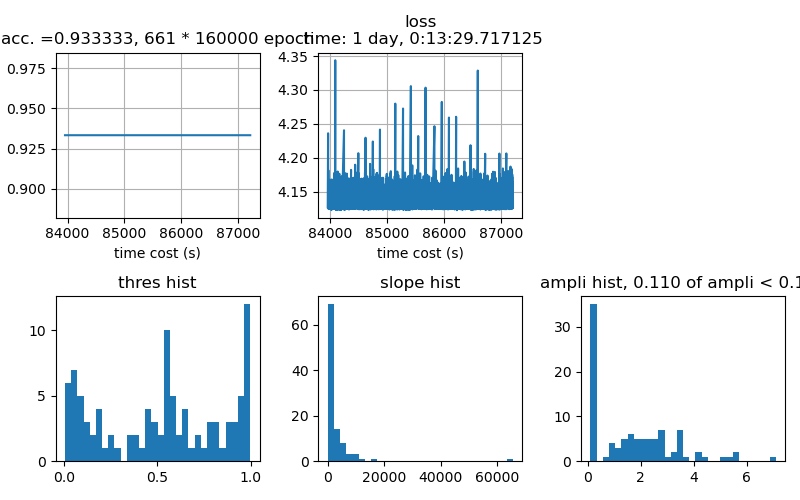 acc. =0.933333, 661 * 160000 epoch
loss
time: 1 day, 0:13:29.717125
0.975
0.950
0.925
0.900
84000 85000 86000 87000
time cost (s)
4.35
4.30
4.25
4.20
4.15
84000 85000 86000 87000
time cost (s)
thres hist
10
5
0
0.0 0.5 1.0
slope hist
60
40
20
0
0 20000 40000 60000
ampli hist, 0.110 of ampli < 0.1
30
20
10
0
0 2 4 6